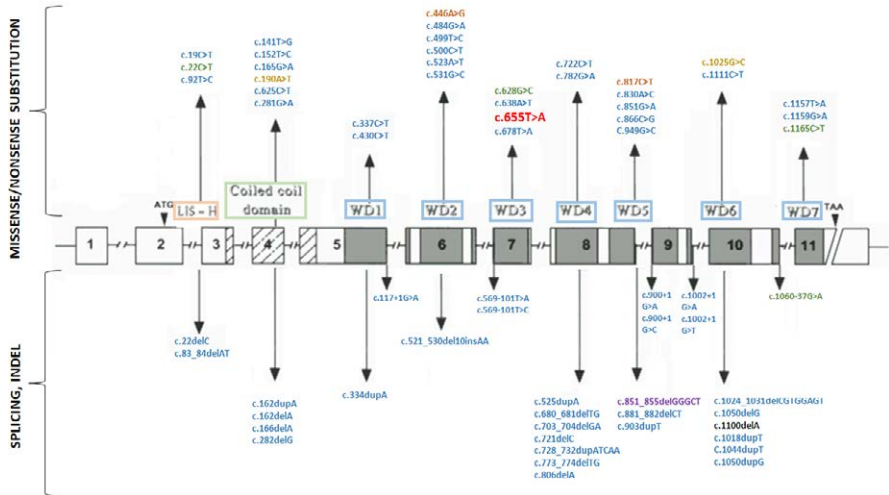 MISSENSE/NONSENSE SUBSTITUTION
c.19C>T
c.22C>T
c.92T>C
c.141T>G
c.152T>C
c.165G>A
c.190A>T
c.625C>T
c.281G>A
c.337C>T
c.430C>T
c.446A>G
c.484G>A
c.499T>C
c.500C>T
c.523A>T
c.531G>C
c.628G>C
c.638A>T
c.655T>A
c.678T>A
c.722C>T
c.782G>A
c.817C>T
c.830A>C
c.851G>A
c.866C>G
c.949G>C
c.1025G>C
c.1111C>T
c.1157T>A
c.1159G>A
c.1165C>T
ATG
LIS – H
Coiled coil
domain
WD1
WD2
WD3
WD4
WD5
WD6
WD7
TAA
1 2 3 4 5 6 7 8 9 10 11
SPLICING, INDEL
c.22delC
c.83_84delAT
c.162dupA
c.162delA
c.166delA
c.282delG
c.117+1G>A
c.334dupA
c.521_530del10insAA
c.569-101T>A
c.569-101T>C
c.525dupA
c.680_681delTG
c.703_704delGA
c.721delC
c.728_732dupATCAA
c.773_774delTG
c.806delA
c.900+1
G>A
c.900+1
G>C
c.1002+1
G>A
c.1002+1
G>T
c.851_855delGGGCT
c.881_882delCT
c.903dupT
c.1060-37G>A
c.1024_1031delCGTGGAGT
c.1050delG
c.1100delA
c.1018dupT
C.1044dupT
c.1050dupG